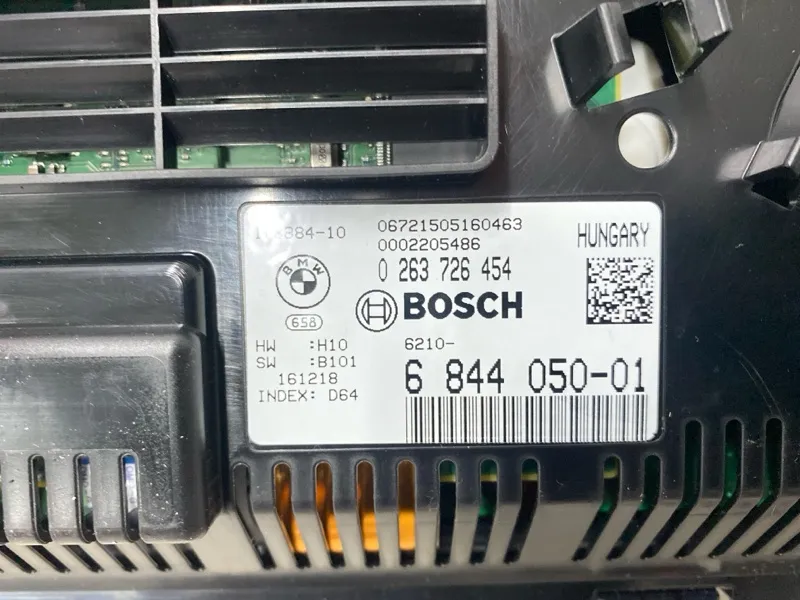 06721505160463
0002205486
HUNGARY
0 263 726 454
BMW
658
BOSCH
HW :H10
SW :B101
161218
INDEX: D64
6210-
6 844 050-01